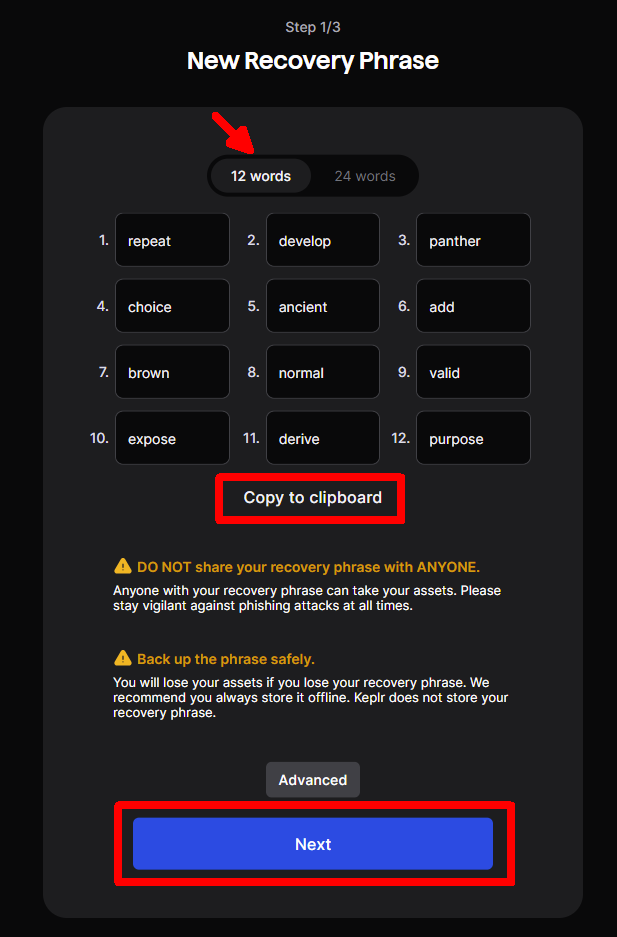 Step 1/3
New Recovery Phrase
12 words 24 words
1. repeat 2. develop 3. panther
4. choice 5. ancient 6. add
7. brown 8. normal 9. valid
10. expose 11. derive 12. purpose
Copy to clipboard
DO NOT share your recovery phrase with ANYONE.
Anyone with your recovery phrase can take your assets. Please
stay vigilant against phishing attacks at all times.
Back up the phrase safely.
You will lose your assets if you lose your recovery phrase. We
recommend you always store it offline. Keplr does not store your
recovery phrase.
Advanced
Next